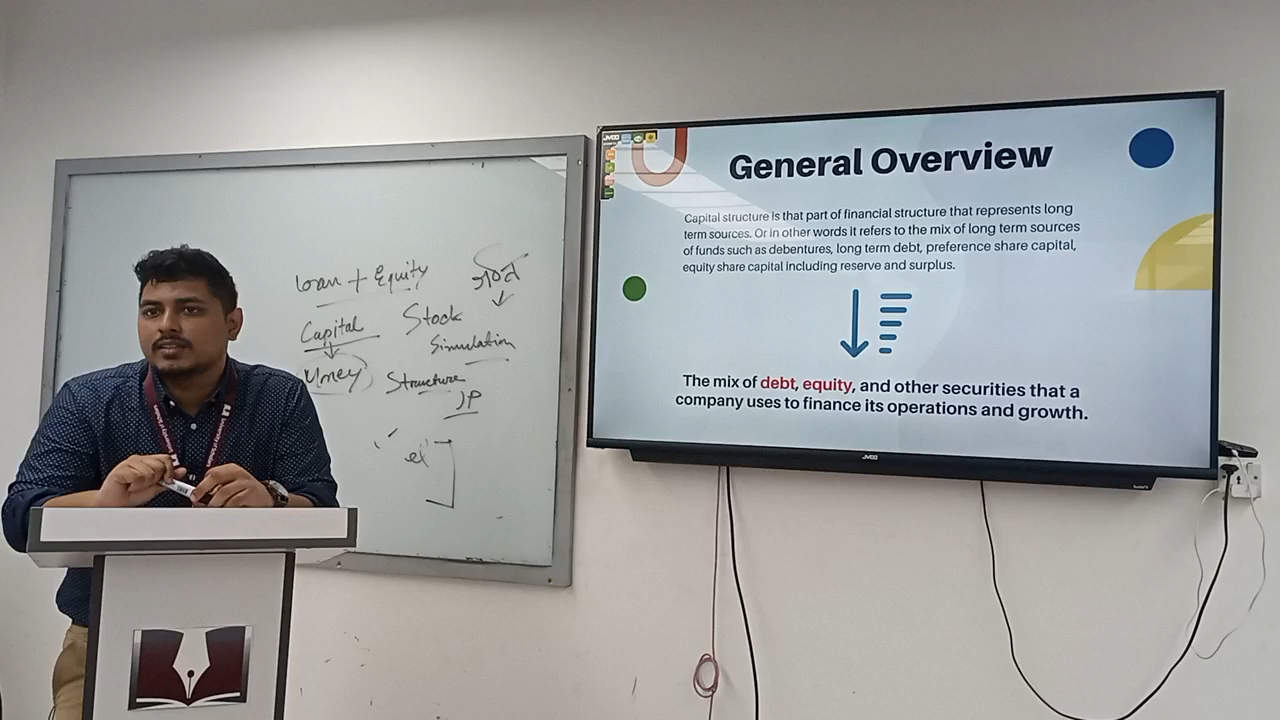 Loan + Equity
Capital
Stock
Simulation
Money
Structure
General Overview
Capital structure is that part of financial structure that represents long
term sources. Or in other words it refers to the mix of long term sources
of funds such as debentures, long term debt, preference share capital,
equity share capital including reserve and surplus.
The mix of debt, equity, and other securities that a
company uses to finance its operations and growth.
JVCO